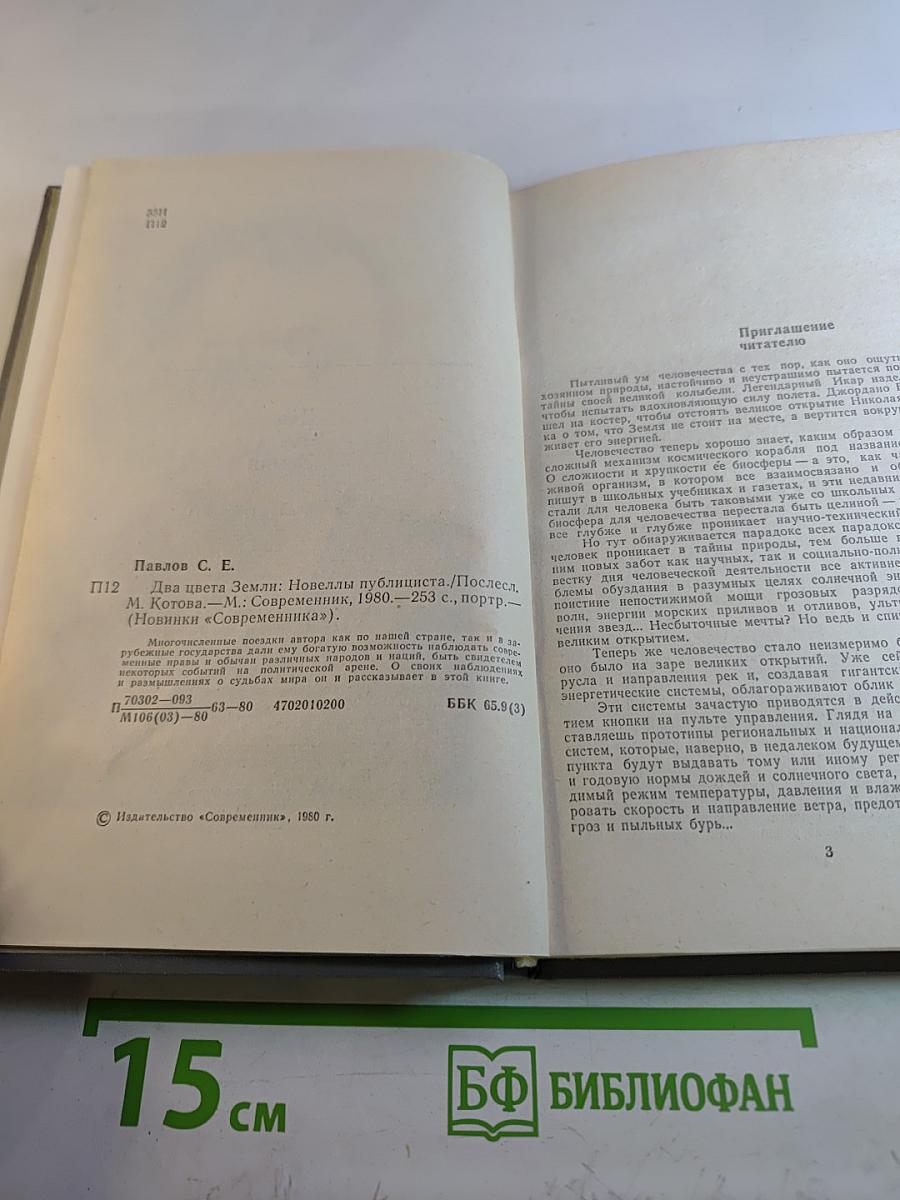 33И
П12
Павлов С. Е.
П12 Два цвета Земли: Новеллы публициста./Послесл.
М. Котова.—М.: Современник, 1980.—253 с., портр.—
(Новинки «Современника»).
Многочисленные поездки автора как по нашей стране, так и в за-
рубежные государства дали ему богатую возможность наблюдать совре-
менные нравы и обычаи различных народов и наций, быть свидетелем
некоторых событий на политической арене. О своих наблюдениях
и размышлениях о судьбах мира он и рассказывает в этой книге.
П 70302—093
М106(03)—80 63—80 4702010200 ББК 65.9(3)
© Издательство «Современник», 1980 г.
Приглашение
читателю
Пытливый ум человечества с тех пор, как оно ощут
хозяином природы, настойчиво и неустрашимо пытается по
тайны своей великой колыбели. Легендарный Икар надел
чтобы испытать вдохновляющую силу полета. Джордано
шел на костер, чтобы отстоять великое открытие Николая
ка о том, что Земля не стоит на месте, а вертится вокруг
живет его энергией.
Человечество теперь хорошо знает, каким образом
сложный механизм космического корабля под название
О сложности и хрупкости ее биосферы — а это, как
живой организм, в котором все взаимосвязано и об
пишут в школьных учебниках и газетах, и эти недавни
стали для человека быть таковыми уже со школьных
биосфера для человечества перестала быть целиной —
все глубже и глубже проникает научно-технический
Но тут обнаруживается парадокс всех парадокс
человек проникает в тайны природы, тем больше
ним новых забот как научных, так и социально-поли
вестку дня человеческой деятельности все активне
блемы обуздания в разумных целях солнечной эн
поистине непостижимой мощи грозовых разрядо
волн, энергии морских приливов и отливов, ульт
чения звезд... Несбыточные мечты? Но ведь и спи
великим открытием.
Теперь же человечество стало неизмеримо б
оно было на заре великих открытий. Уже сей
русла и направления рек и, создавая гигантск
энергетические системы, облагораживают облик
Эти системы зачастую приводятся в дейс
тием кнопки на пульте управления. Глядя на
ставляешь прототипы региональных и национал
систем, которые, наверно, в недалеком будущем
пункта будут выдавать тому или иному рег
и годовую нормы дождей и солнечного света,
димый режим температуры, давления и влаж
ровать скорость и направление ветра, предот
гроз и пыльных бурь...
3
15 см
БФ БИБЛИОФАН